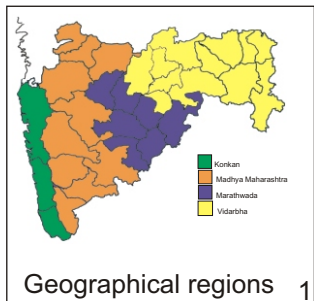 Konkan
Madhya Maharashtra
Marathwada
Vidarbha
Geographical regions 1